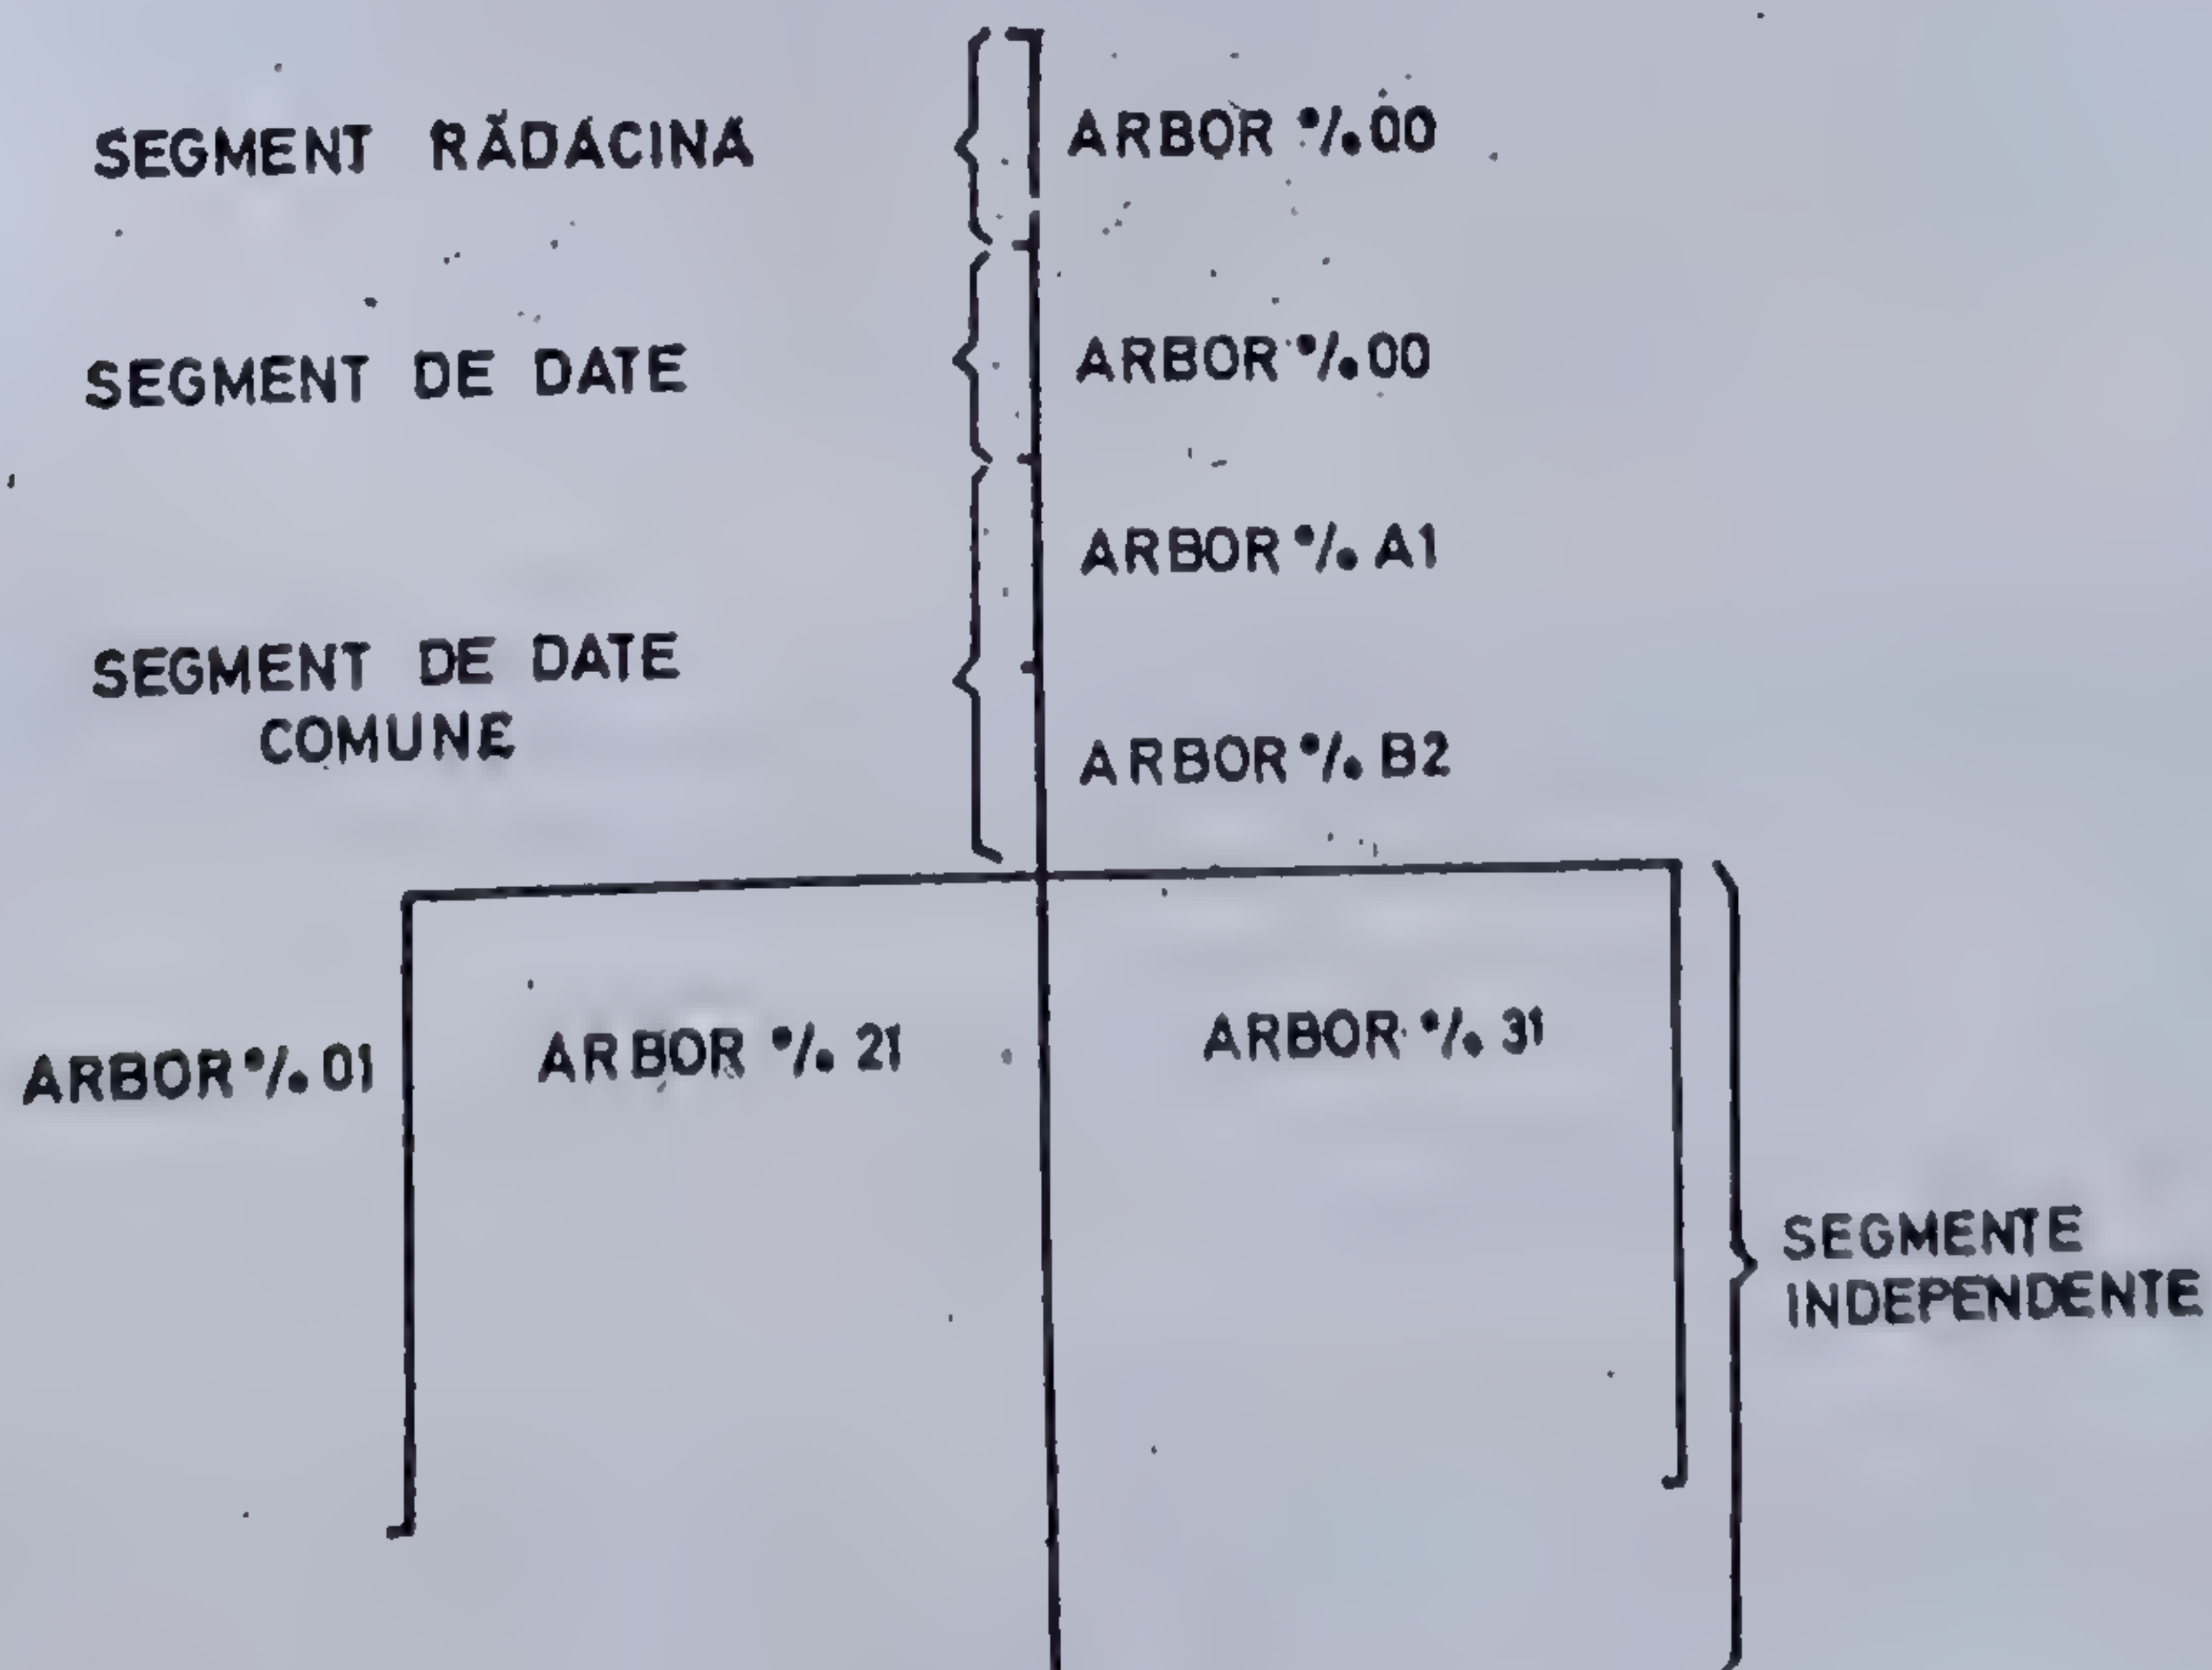 SEGMENT RĂDĂCINĂ
ARBOR %00
SEGMENT DE DATE
ARBOR %00
ARBOR % A1
SEGMENT DE DATE
COMUNE
ARBOR % B2
ARBOR % 01
ARBOR % 21
ARBOR % 31
SEGMENTE
INDEPENDENTE